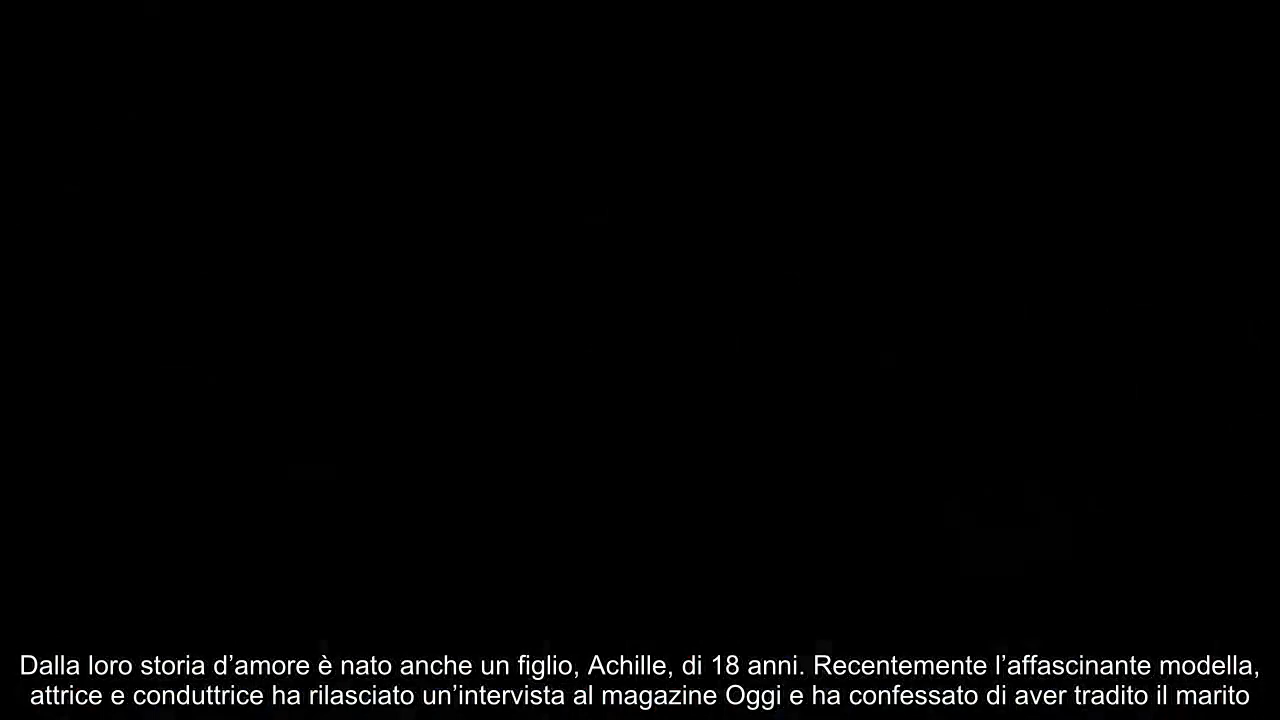 Dalla loro storia d’amore è nato anche un figlio, Achille, di 18 anni. Recentemente l’affascinante modella,
attrice e conduttrice ha rilasciato un’intervista al magazine Oggi e ha confessato di aver tradito il marito